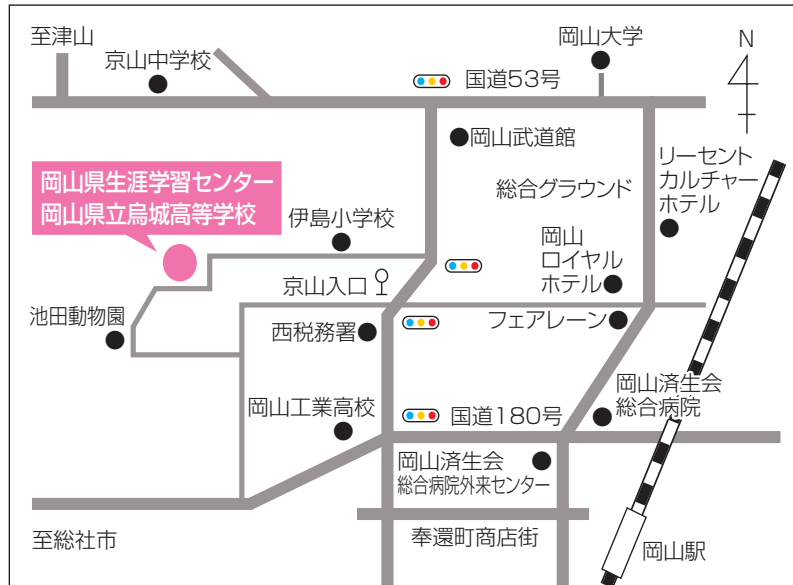 至津山
京山中学校
岡山大学
N
国道53号
岡山武道館
リーセント
カルチャー
ホテル
総合グラウンド
岡山県生涯学習センター
岡山県立烏城高等学校
伊島小学校
岡山
ロイヤル
ホテル
京山入口
池田動物園
西税務署
フェアレーン
岡山済生会
総合病院
岡山工業高校
国道180号
岡山済生会
総合病院外来センター
至総社市
奉還町商店街
岡山駅